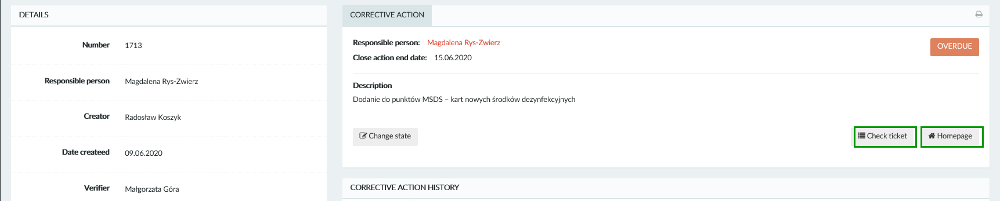 DETAILS
Number 1713
Responsible person Magdalena Rys-Zwierz
Creator Radosław Koszyk
Date createed 09.06.2020
Verifier Małgorzata Góra
CORRECTIVE ACTION
Responsible person: Magdalena Rys-Zwierz
OVERDUE
Close action end date: 15.06.2020
Description
Dodanie do punktów MSDS – kart nowych środków dezynfekcyjnych
Change state
Check ticket
Homepage
CORRECTIVE ACTION HISTORY